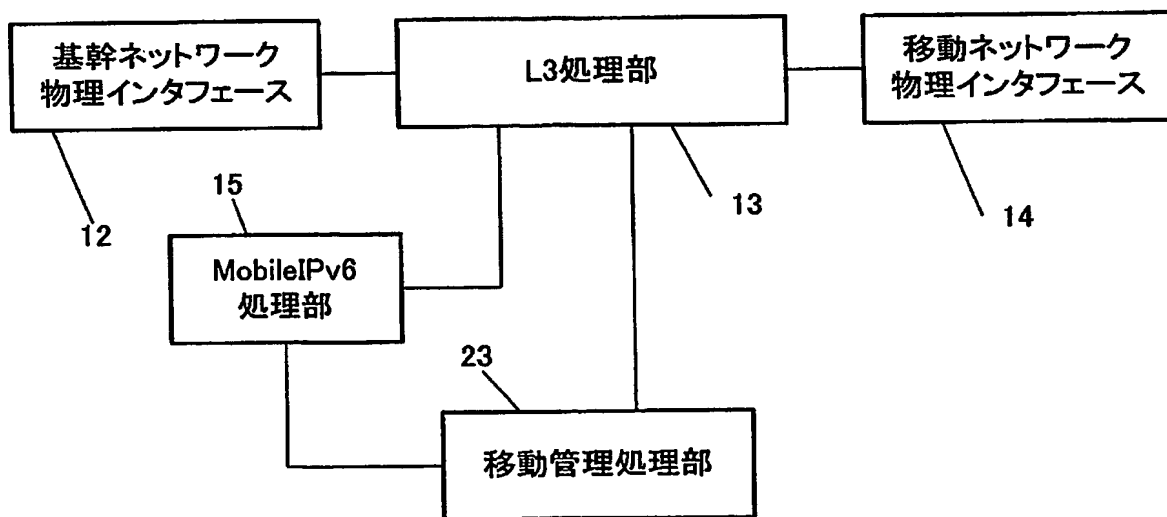 基幹ネットワーク
物理インタフェース
L3処理部
移動ネットワーク
物理インタフェース
12
15
13
14
MobileIPv6
処理部
23
移動管理処理部